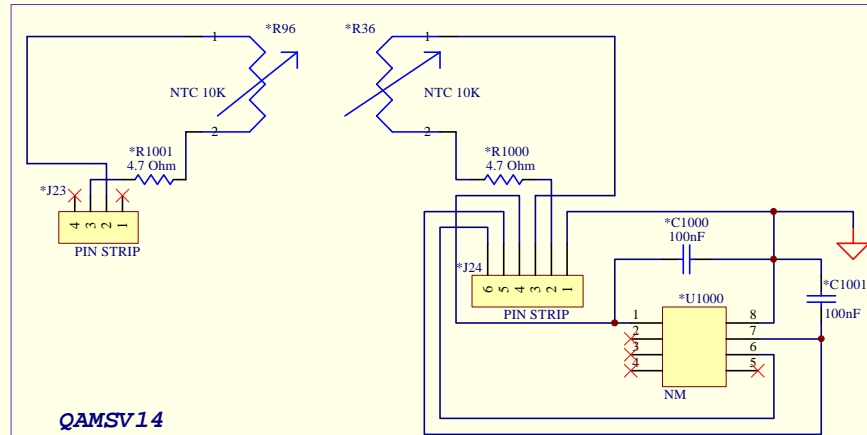 *R96
*R36
1
1
NTC 10K
NTC 10K
2
2
*R1001
4.7 Ohm
*R1000
4.7 Ohm
*J23
4 3 2 1
PIN STRIP
*C1000
100nF
*J24
6 5 4 3 2 1
PIN STRIP
*C1001
100nF
*U1000
1 8
2 7
3 6
4 5
NM
QAMSV14